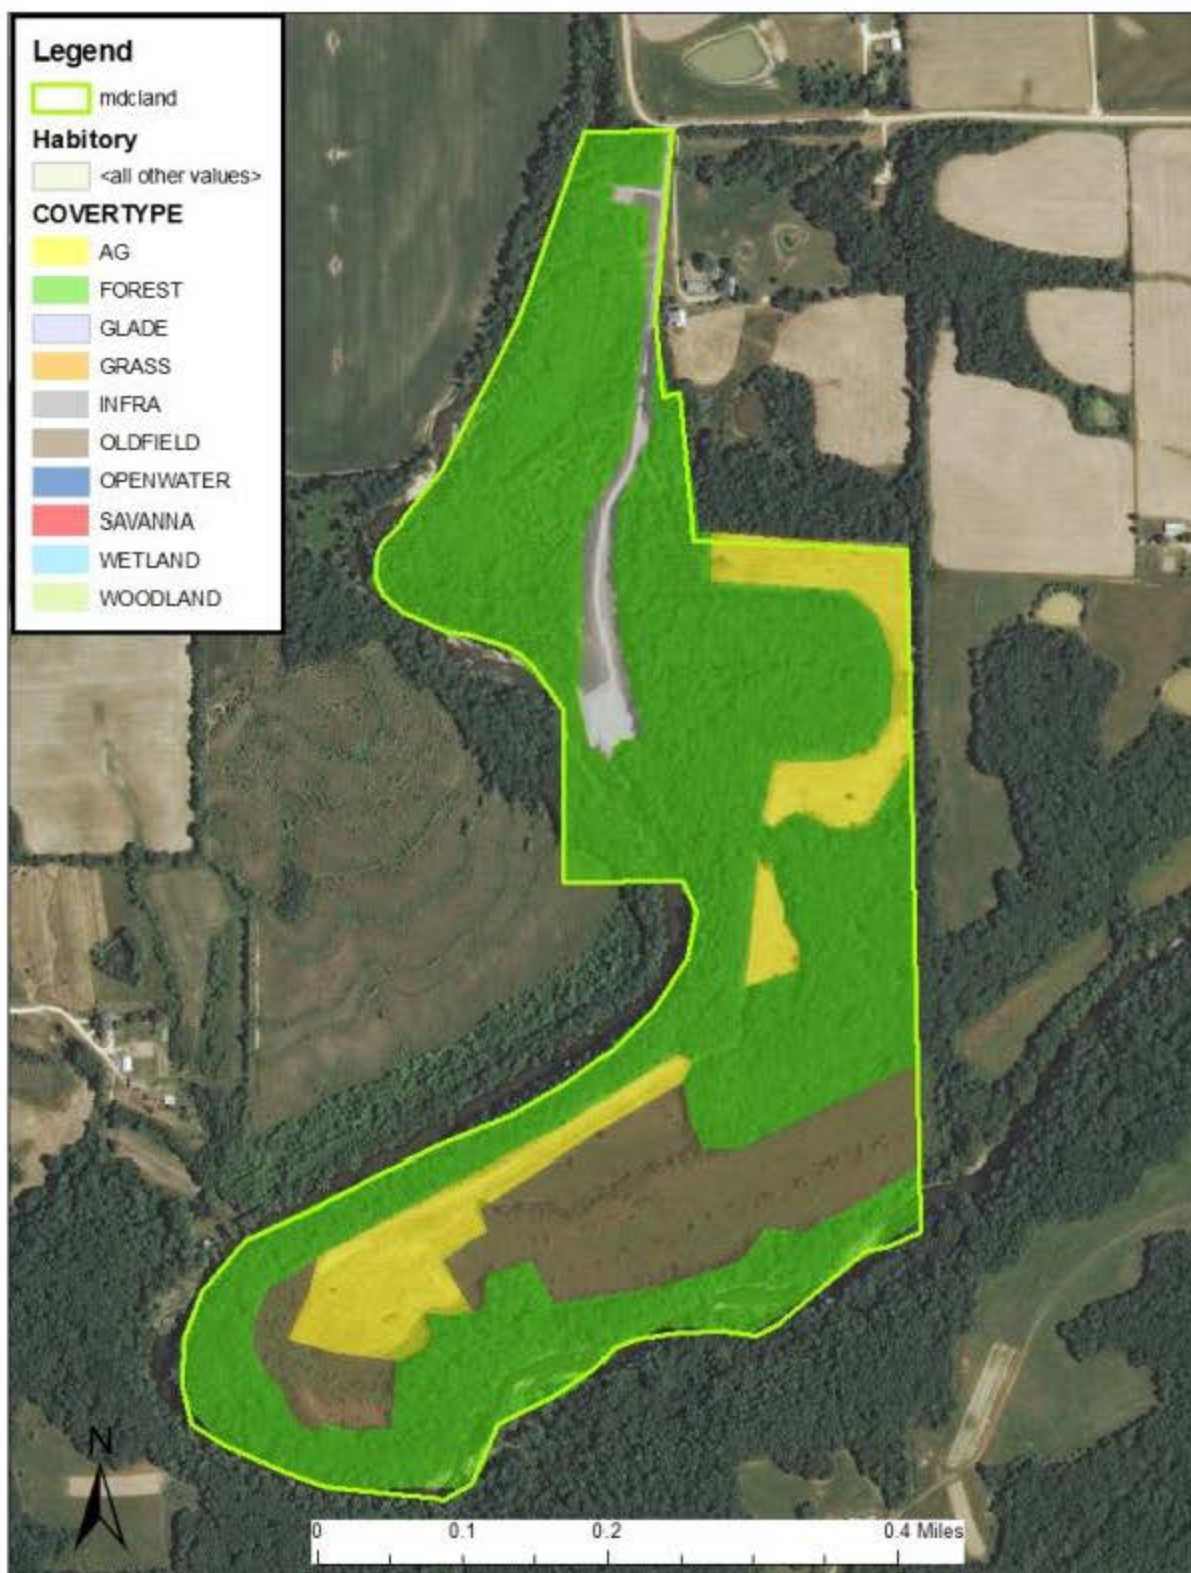 Legend
mdcland
Habitory
<all other values>
COVERTYPE
AG
FOREST
GLADE
GRASS
INFRA
OLDFIELD
OPENWATER
SAVANNA
WETLAND
WOODLAND
N
0 0.1 0.2 0.4 Miles